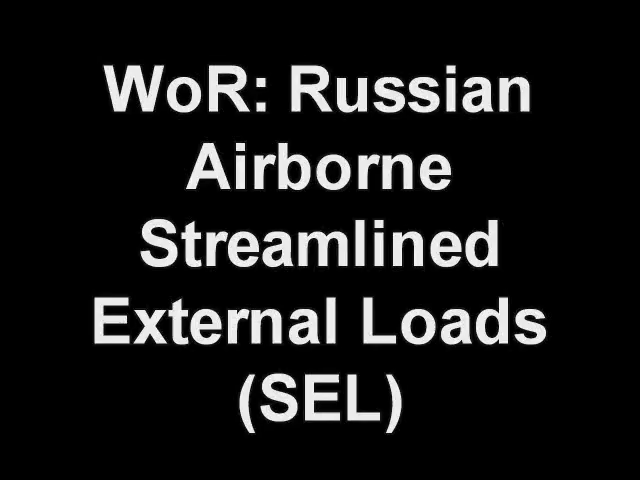 WoR: Russian
Airborne
Streamlined
External Loads
(SEL)